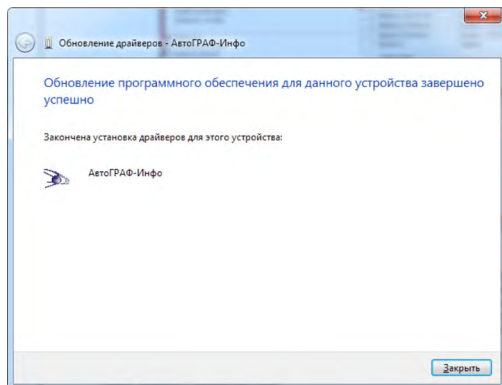 Обновление драйверов - АвтоГРАФ-Инфо
Обновление программного обеспечения для данного устройства завершено
успешно
Закончена установка драйверов для этого устройства:
АвтоГРАФ-Инфо
Закрыть